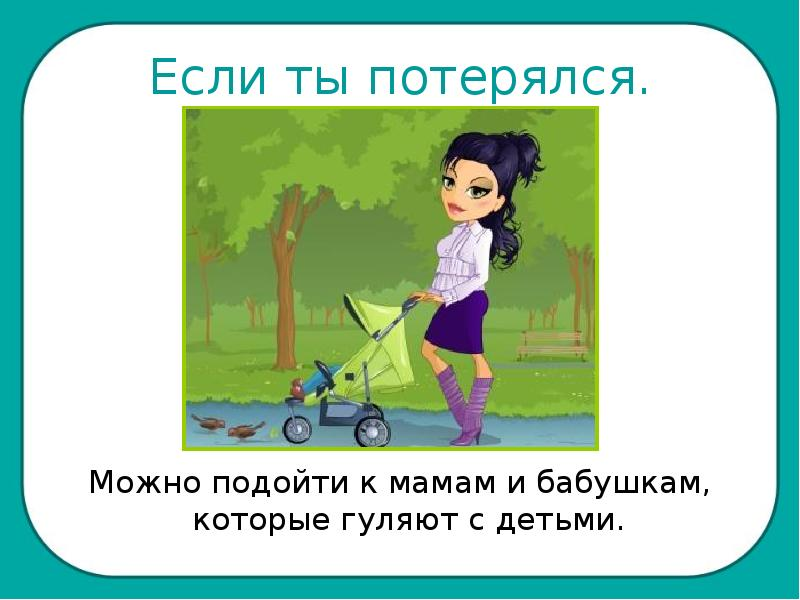 Если ты потерялся.
Можно подойти к мамам и бабушкам,
которые гуляют с детьми.